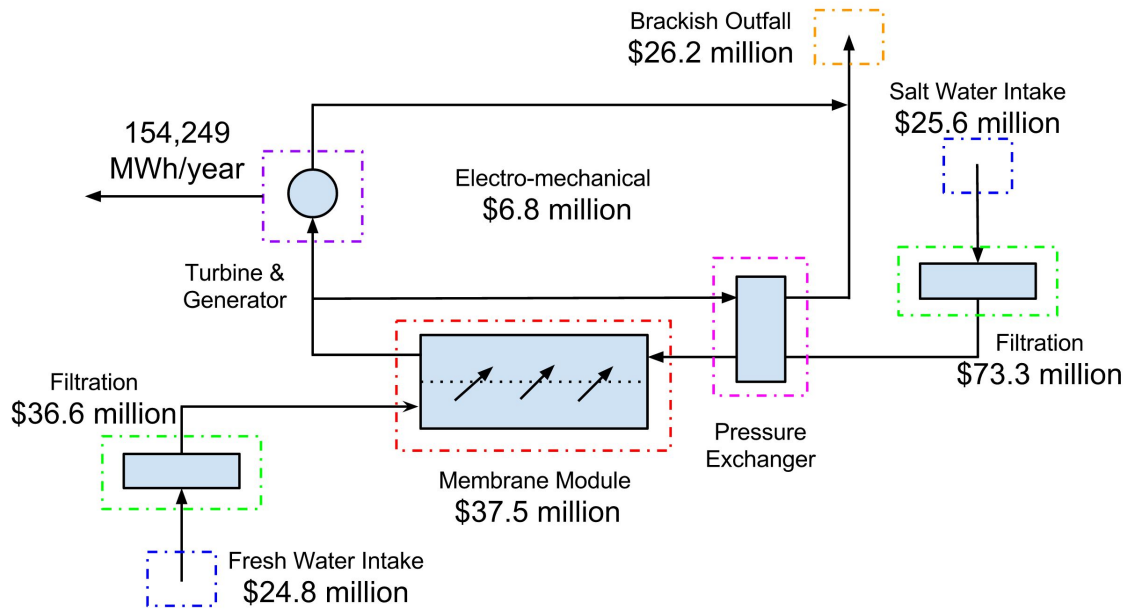 Brackish Outfall
$26.2 million
Salt Water Intake
$25.6 million
154,249
MWh/year
Electro-mechanical
$6.8 million
Turbine &
Generator
Filtration
$73.3 million
Filtration
$36.6 million
Pressure
Exchanger
Membrane Module
$37.5 million
Fresh Water Intake
$24.8 million